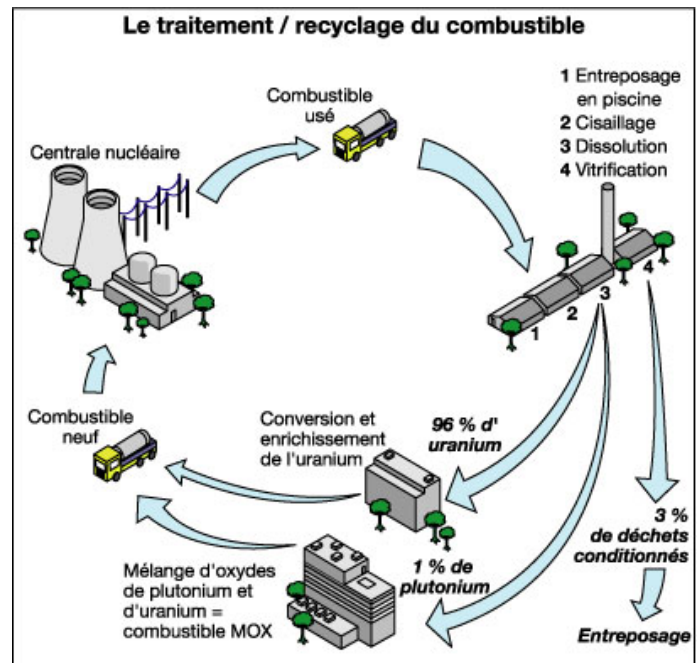 Le traitement / recyclage du combustible
Combustible
usé
1 Entreposage
en piscine
2 Cisaillage
3 Dissolution
4 Vitrification
Centrale nucléaire
1
2
3
4
Combustible
neuf
Conversion et
enrichissement
de l'uranium
96 % d'
uranium
3 %
de déchets
conditionnés
1 % de
plutonium
Mélange d'oxydes
de plutonium et
d'uranium =
combustible MOX
Entreposage